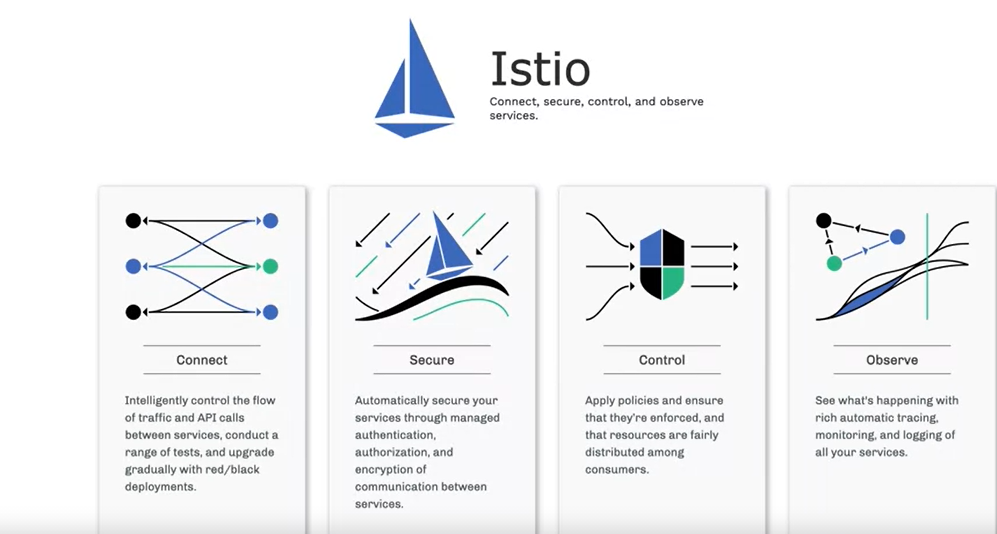 Istio
Connect, secure, control, and observe
services.
Connect
Intelligently control the flow
of traffic and API calls
between services, conduct a
range of tests, and upgrade
gradually with red/black
deployments.
Secure
Automatically secure your
services through managed
authentication,
authorization, and
encryption of
communication between
services.
Control
Apply policies and ensure
that they're enforced, and
that resources are fairly
distributed among
consumers.
Observe
See what's happening with
rich automatic tracing,
monitoring, and logging of
all your services.